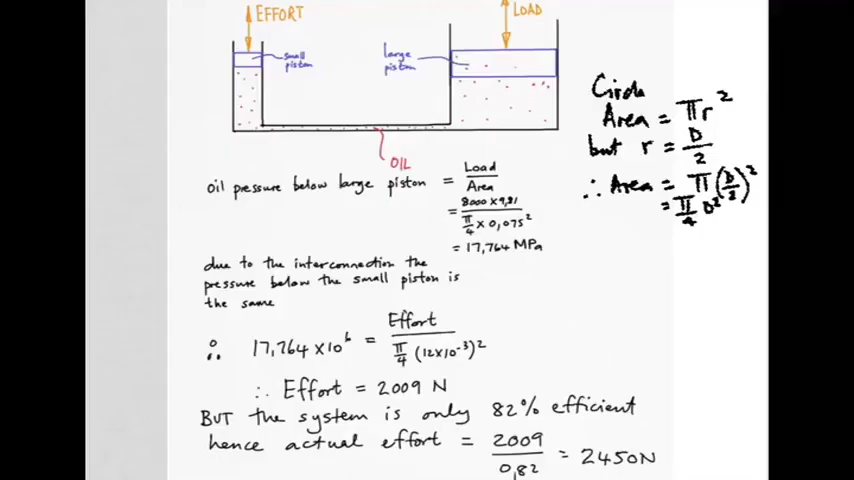 EFFORT
LOAD
small
piston
large
piston
OIL
Circle
Area = πr²
but r = D/2
∴ Area = π(D/2)²
= π/4 D²
oil pressure below large piston = Load/Area
= 8000 × 9,81 / π/4 × 0,075²
= 17,764 MPa
due to the interconnection the
pressure below the small piston is
the same
∴ 17,764 × 10⁶ = Effort / π/4 (12×10⁻³)²
∴ Effort = 2009 N
BUT the system is only 82% efficient
hence actual effort = 2009/0,82 = 2450N